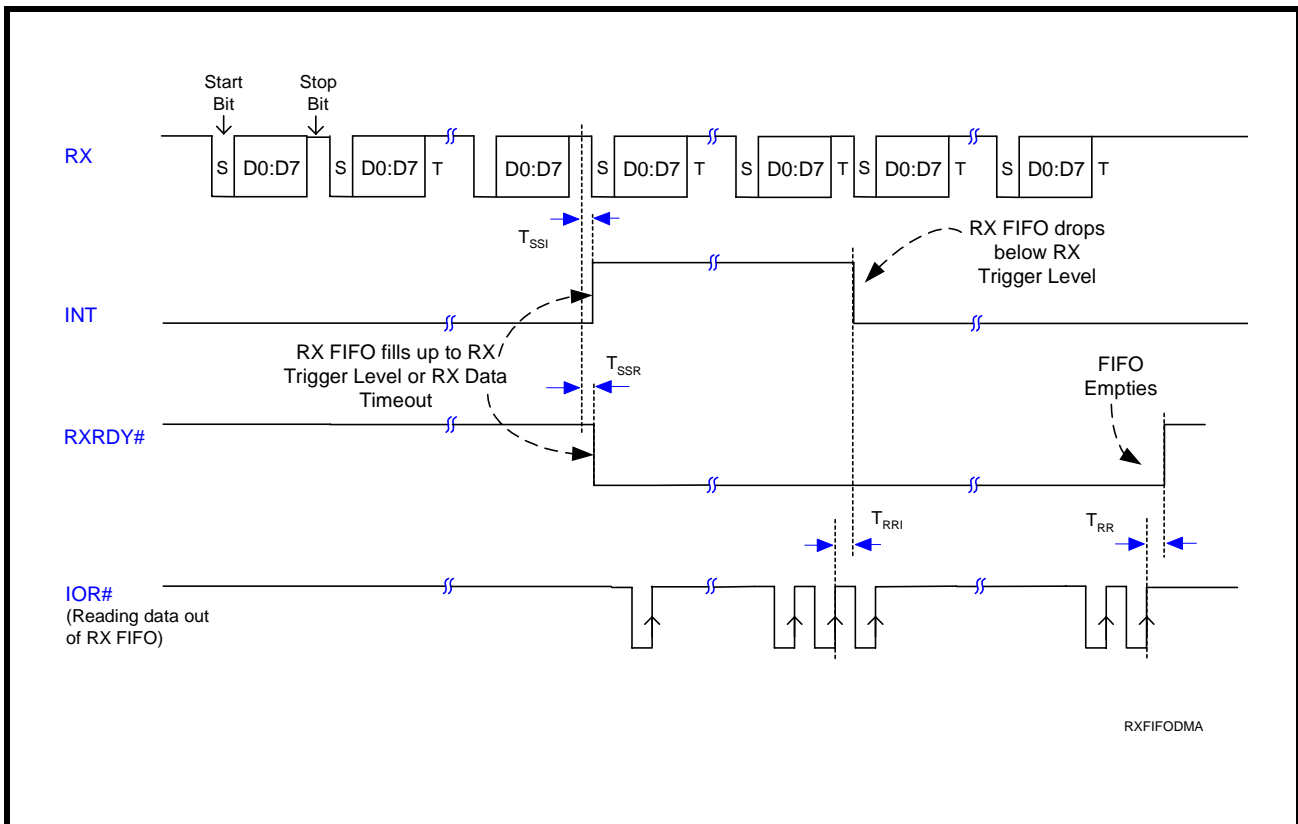 Start
Bit
Stop
Bit
RX
S D0:D7 S D0:D7 T D0:D7 S D0:D7 T S D0:D7 T S D0:D7 T S D0:D7 T
TSSI
RX FIFO drops
below RX
Trigger Level
INT
RX FIFO fills up to RX
Trigger Level or RX Data
Timeout
TSSR
FIFO
Empties
RXRDY#
TRRI
TRR
IOR#
(Reading data out
of RX FIFO)
RXFIFODMA